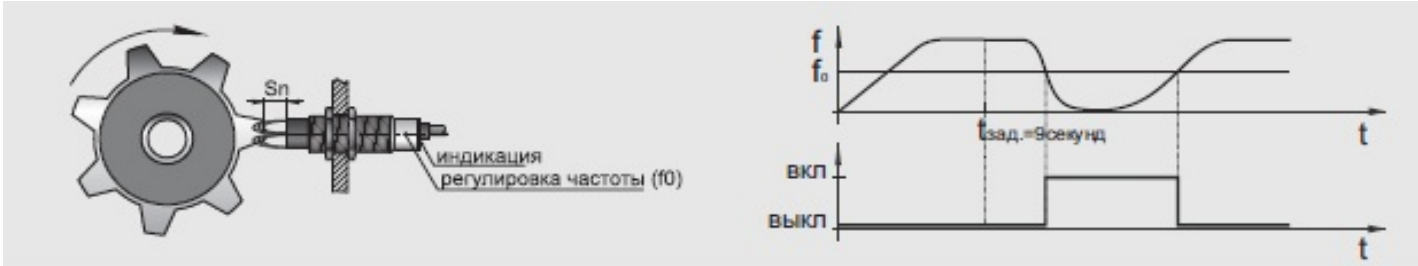 Sn
индикация
регулировка частоты (f0)
f
f₀
tзад.=9секунд
t
ВКЛ
ВЫКЛ
t